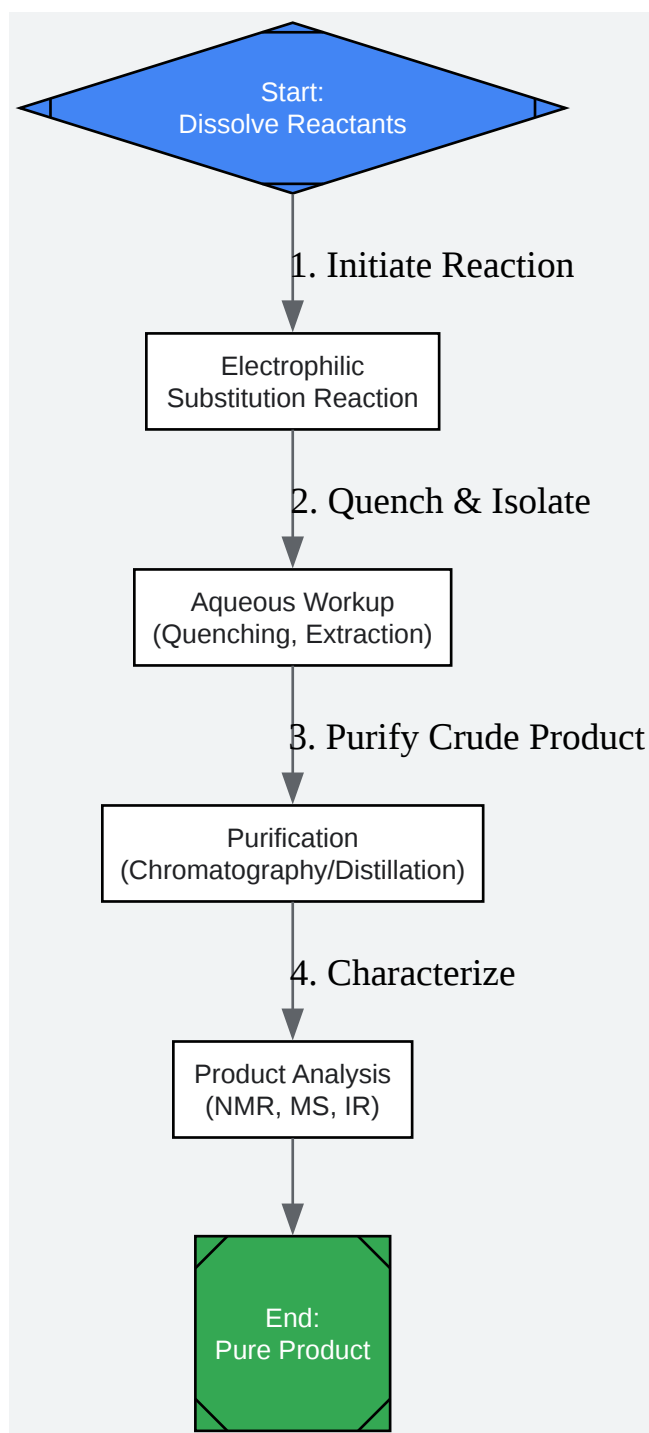 Start:
Dissolve Reactants
1. Initiate Reaction
Electrophilic
Substitution Reaction
2. Quench & Isolate
Aqueous Workup
(Quenching, Extraction)
3. Purify Crude Product
Purification
(Chromatography/Distillation)
4. Characterize
Product Analysis
(NMR, MS, IR)
End:
Pure Product